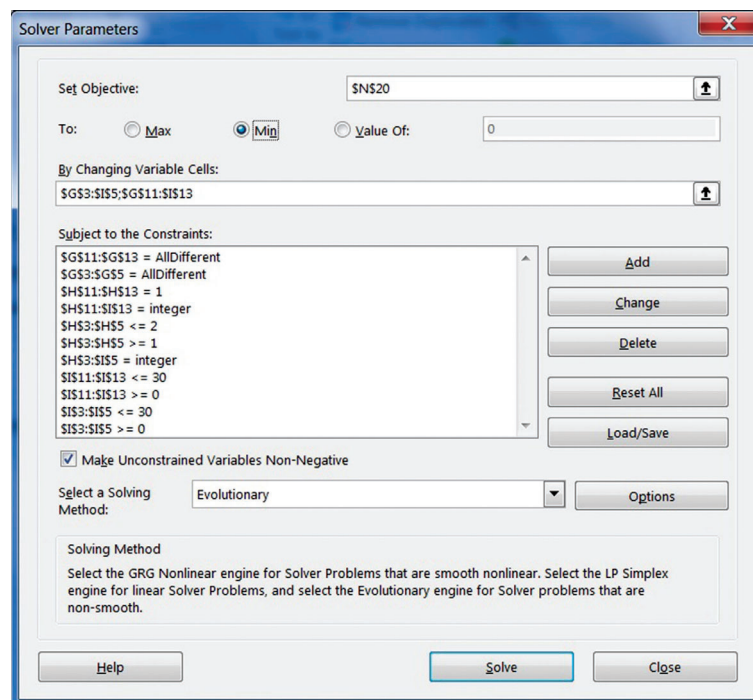 Solver Parameters
X
Set Objective:
$N$20
To:
Max
Min
Value Of:
0
By Changing Variable Cells:
$G$3:$I$5;$G$11:$I$13
Subject to the Constraints:
$G$11:$G$13 = AllDifferent
$G$3:$G$5 = AllDifferent
$H$11:$H$13 = 1
$H$11:$I$13 = integer
$H$3:$H$5 <= 2
$H$3:$H$5 >= 1
$H$3:$I$5 = integer
$I$11:$I$13 <= 30
$I$11:$I$13 >= 0
$I$3:$I$5 <= 30
$I$3:$I$5 >= 0
Add
Change
Delete
Reset All
Load/Save
Make Unconstrained Variables Non-Negative
Select a Solving
Method:
Evolutionary
Options
Solving Method
Select the GRG Nonlinear engine for Solver Problems that are smooth nonlinear. Select the LP Simplex
engine for linear Solver Problems, and select the Evolutionary engine for Solver problems that are
non-smooth.
Help
Solve
Close